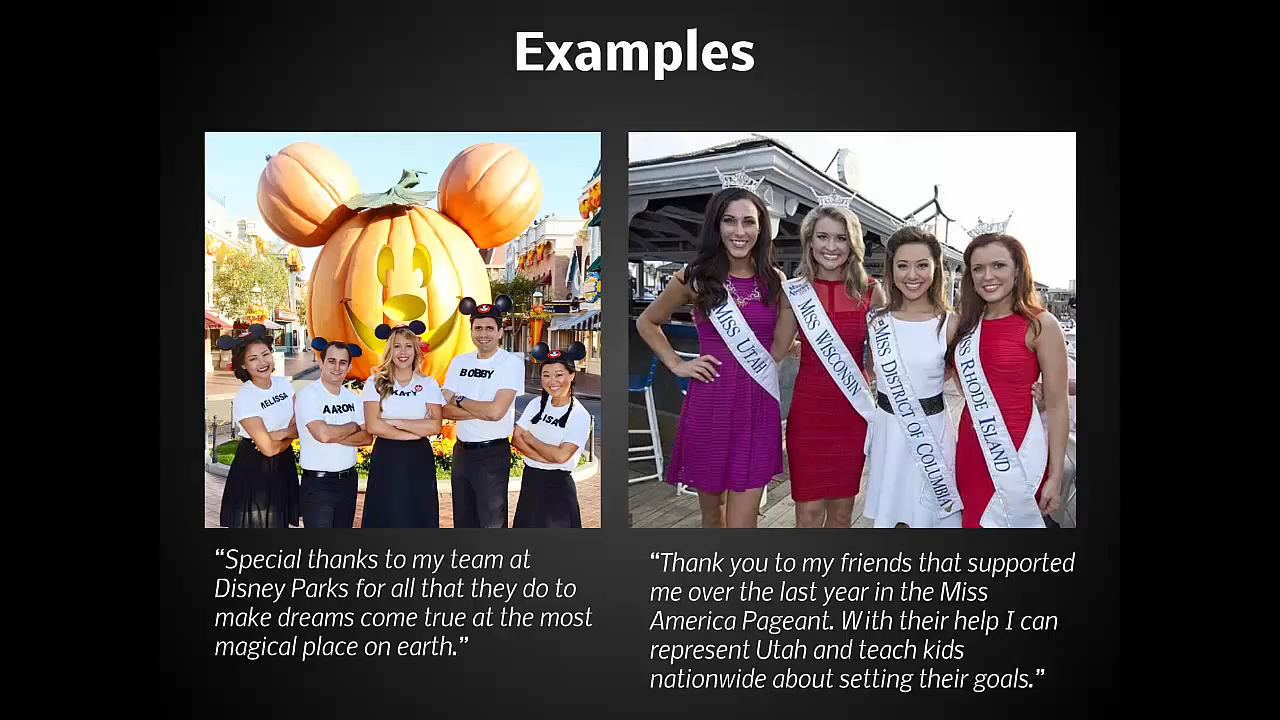 Examples
MELISSA
AARON
KATY
BOBBY
LISA
MISS UTAH
MISS WISCONSIN
MISS DISTRICT OF COLUMBIA
MISS RHODE ISLAND
“Special thanks to my team at
Disney Parks for all that they do to
make dreams come true at the most
magical place on earth.”
“Thank you to my friends that supported
me over the last year in the Miss
America Pageant. With their help I can
represent Utah and teach kids
nationwide about setting their goals.”